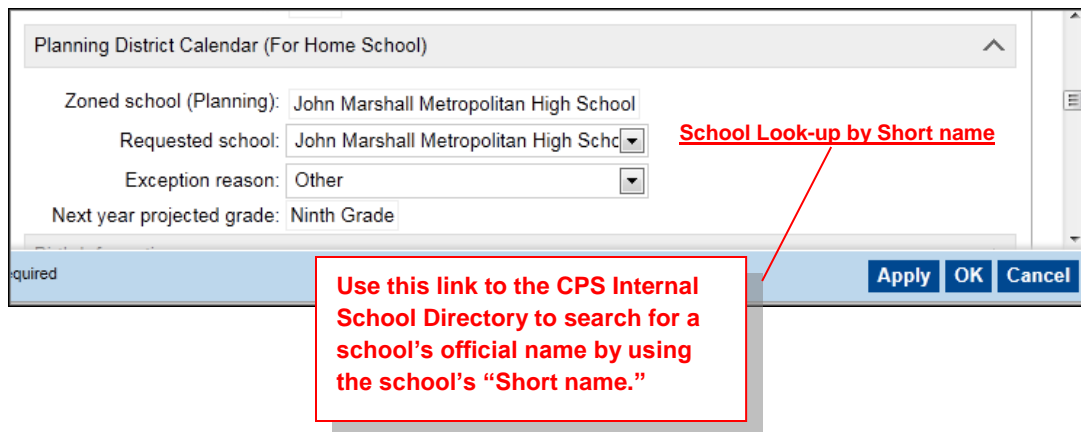 Planning District Calendar (For Home School)
Zoned school (Planning): John Marshall Metropolitan High School
Requested school: John Marshall Metropolitan High Schc
School Look-up by Short name
Exception reason: Other
Next year projected grade: Ninth Grade
equired
Apply OK Cancel
Use this link to the CPS Internal
School Directory to search for a
school’s official name by using
the school’s “Short name.”